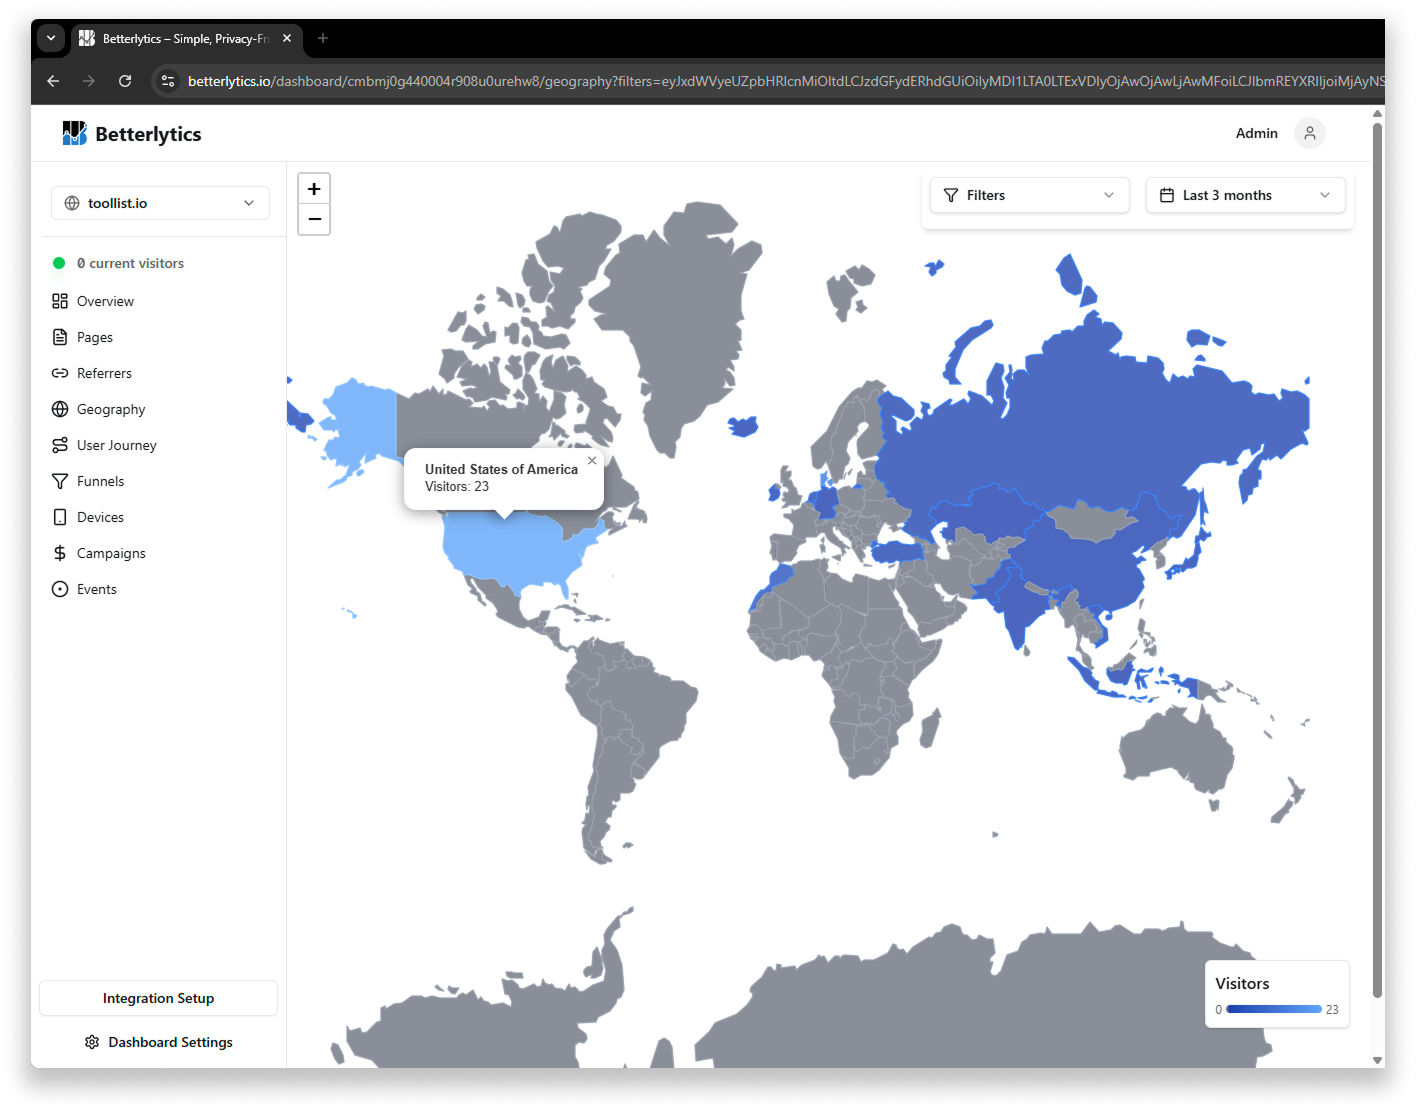 Betterlytics – Simple, Privacy-Fri
betterlytics.io/dashboard/cmbmj0g440004r908u0urehw8/geography?filters=eyJxdWVyeUZpbHRlcnMiOltdLCJzdGFydERhdGUiOiIyMDI1LTA0LTExVDIyOjAwOjAwLjAwMFoiLCJlbmREYXRlIjoiMjAyNS
Betterlytics
Admin
toollist.io
Filters
Last 3 months
0 current visitors
Overview
Pages
Referrers
Geography
User Journey
Funnels
Devices
Campaigns
Events
+
−
United States of America
Visitors: 23
Visitors
0 23
Integration Setup
Dashboard Settings